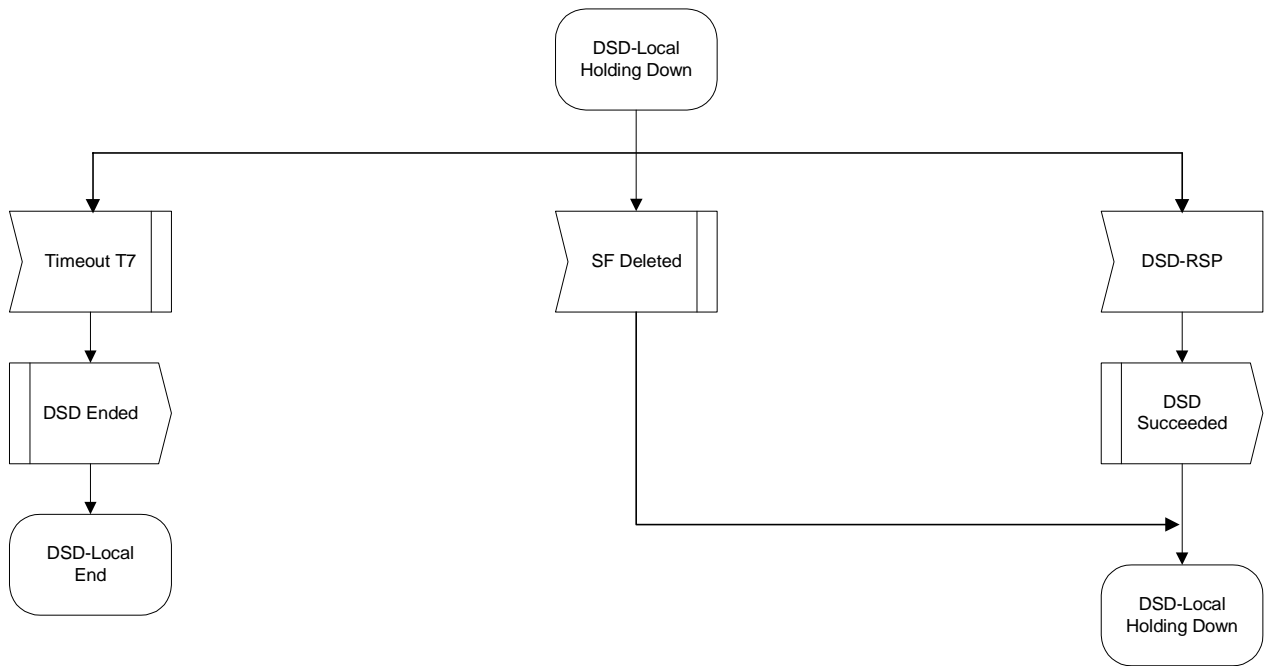 DSD-Local
Holding Down
Timeout T7
SF Deleted
DSD-RSP
DSD Ended
DSD
Succeeded
DSD-Local
End
DSD-Local
Holding Down